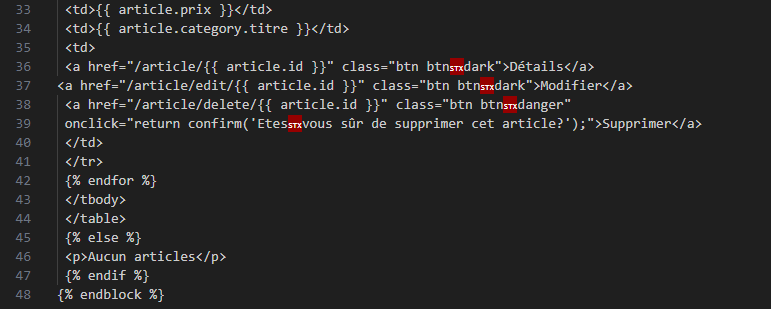 33 <td>{{ article.prix }}</td>
34 <td>{{ article.category.titre }}</td>
35 <td>
36 <a href="/article/{{ article.id }}" class="btn btnSTXdark">Détails</a>
37 <a href="/article/edit/{{ article.id }}" class="btn btnSTXdark">Modifier</a>
38 <a href="/article/delete/{{ article.id }}" class="btn btnSTXdanger"
39 onclick="return confirm('EtesSTXvous sûr de supprimer cet article?');">Supprimer</a>
40 </td>
41 </tr>
42 {% endfor %}
43 </tbody>
44 </table>
45 {% else %}
46 <p>Aucun articles</p>
47 {% endif %}
48 {% endblock %}